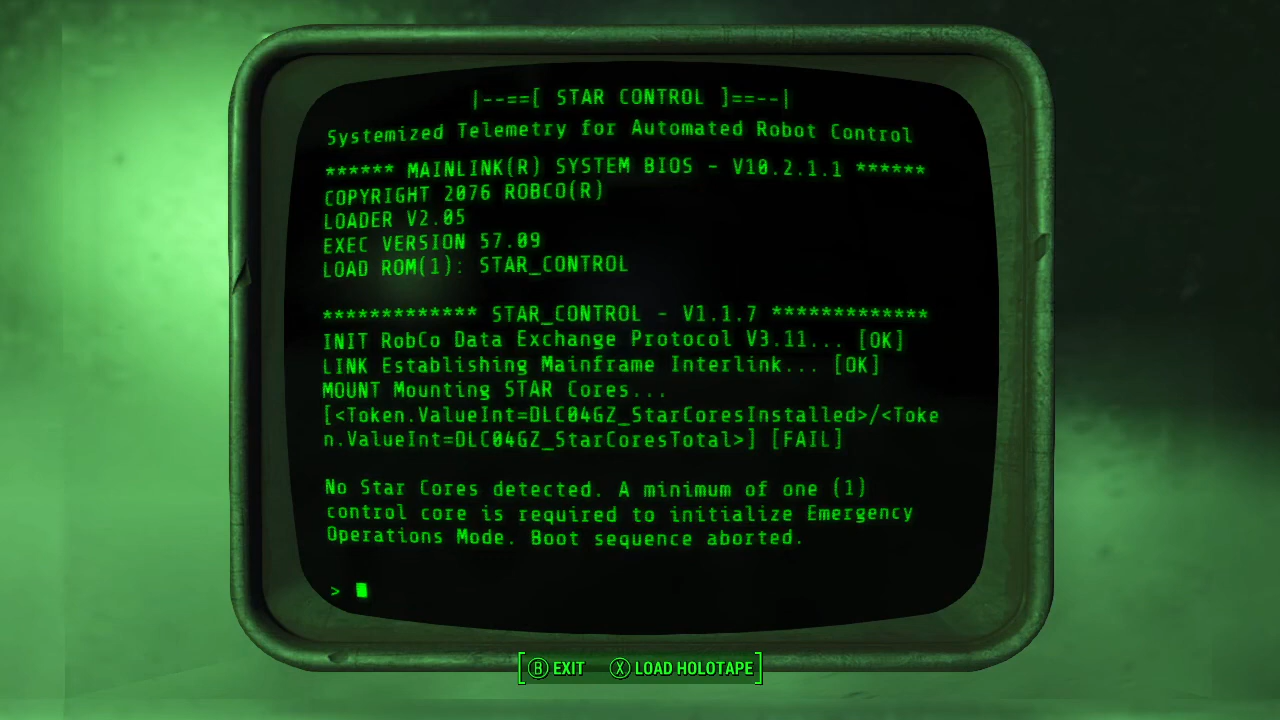 |--==[ STAR CONTROL ]==--|
Systemized Telemetry for Automated Robot Control
****** MAINLINK(R) SYSTEM BIOS - V10.2.1.1 ******
COPYRIGHT 2076 ROBCO(R)
LOADER V2.05
EXEC VERSION 57.09
LOAD ROM(1): STAR_CONTROL
************* STAR_CONTROL - V1.1.7 *************
INIT RobCo Data Exchange Protocol V3.11... [OK]
LINK Establishing Mainframe Interlink... [OK]
MOUNT Mounting STAR Cores...
[<Token.ValueInt=DLC04GZ_StarCoresInstalled>/<Toke
n.ValueInt=DLC04GZ_StarCoresTotal>] [FAIL]
No Star Cores detected. A minimum of one (1)
control core is required to initialize Emergency
Operations Mode. Boot sequence aborted.
>
B EXIT X LOAD HOLOTAPE